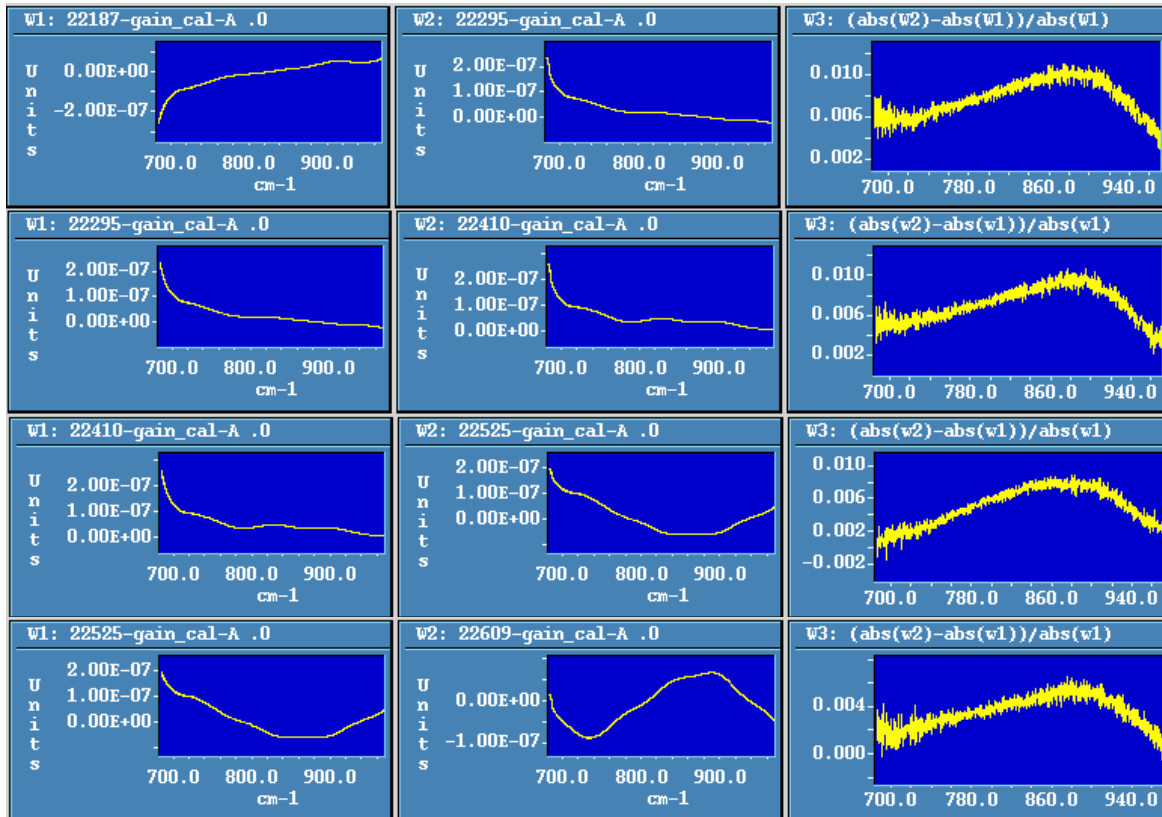 W1: 22187-gain_cal-A .0
Units
0.00E+00
-2.00E-07
700.0 800.0 900.0
cm-1
W2: 22295-gain_cal-A .0
Units
2.00E-07
1.00E-07
0.00E+00
700.0 800.0 900.0
cm-1
W3: (abs(W2)-abs(W1))/abs(W1)
0.010
0.006
0.002
700.0 780.0 860.0 940.0
W1: 22295-gain_cal-A .0
Units
2.00E-07
1.00E-07
0.00E+00
700.0 800.0 900.0
cm-1
W2: 22410-gain_cal-A .0
Units
2.00E-07
1.00E-07
0.00E+00
700.0 800.0 900.0
cm-1
W3: (abs(w2)-abs(w1))/abs(w1)
0.010
0.006
0.002
700.0 780.0 860.0 940.0
W1: 22410-gain_cal-A .0
Units
2.00E-07
1.00E-07
0.00E+00
700.0 800.0 900.0
cm-1
W2: 22525-gain_cal-A .0
Units
2.00E-07
1.00E-07
0.00E+00
700.0 800.0 900.0
cm-1
W3: (abs(w2)-abs(w1))/abs(w1)
0.010
0.006
0.002
-0.002
700.0 780.0 860.0 940.0
W1: 22525-gain_cal-A .0
Units
2.00E-07
1.00E-07
0.00E+00
700.0 800.0 900.0
cm-1
W2: 22609-gain_cal-A .0
Units
0.00E+00
-1.00E-07
700.0 800.0 900.0
cm-1
W3: (abs(w2)-abs(w1))/abs(w1)
0.004
0.000
700.0 780.0 860.0 940.0